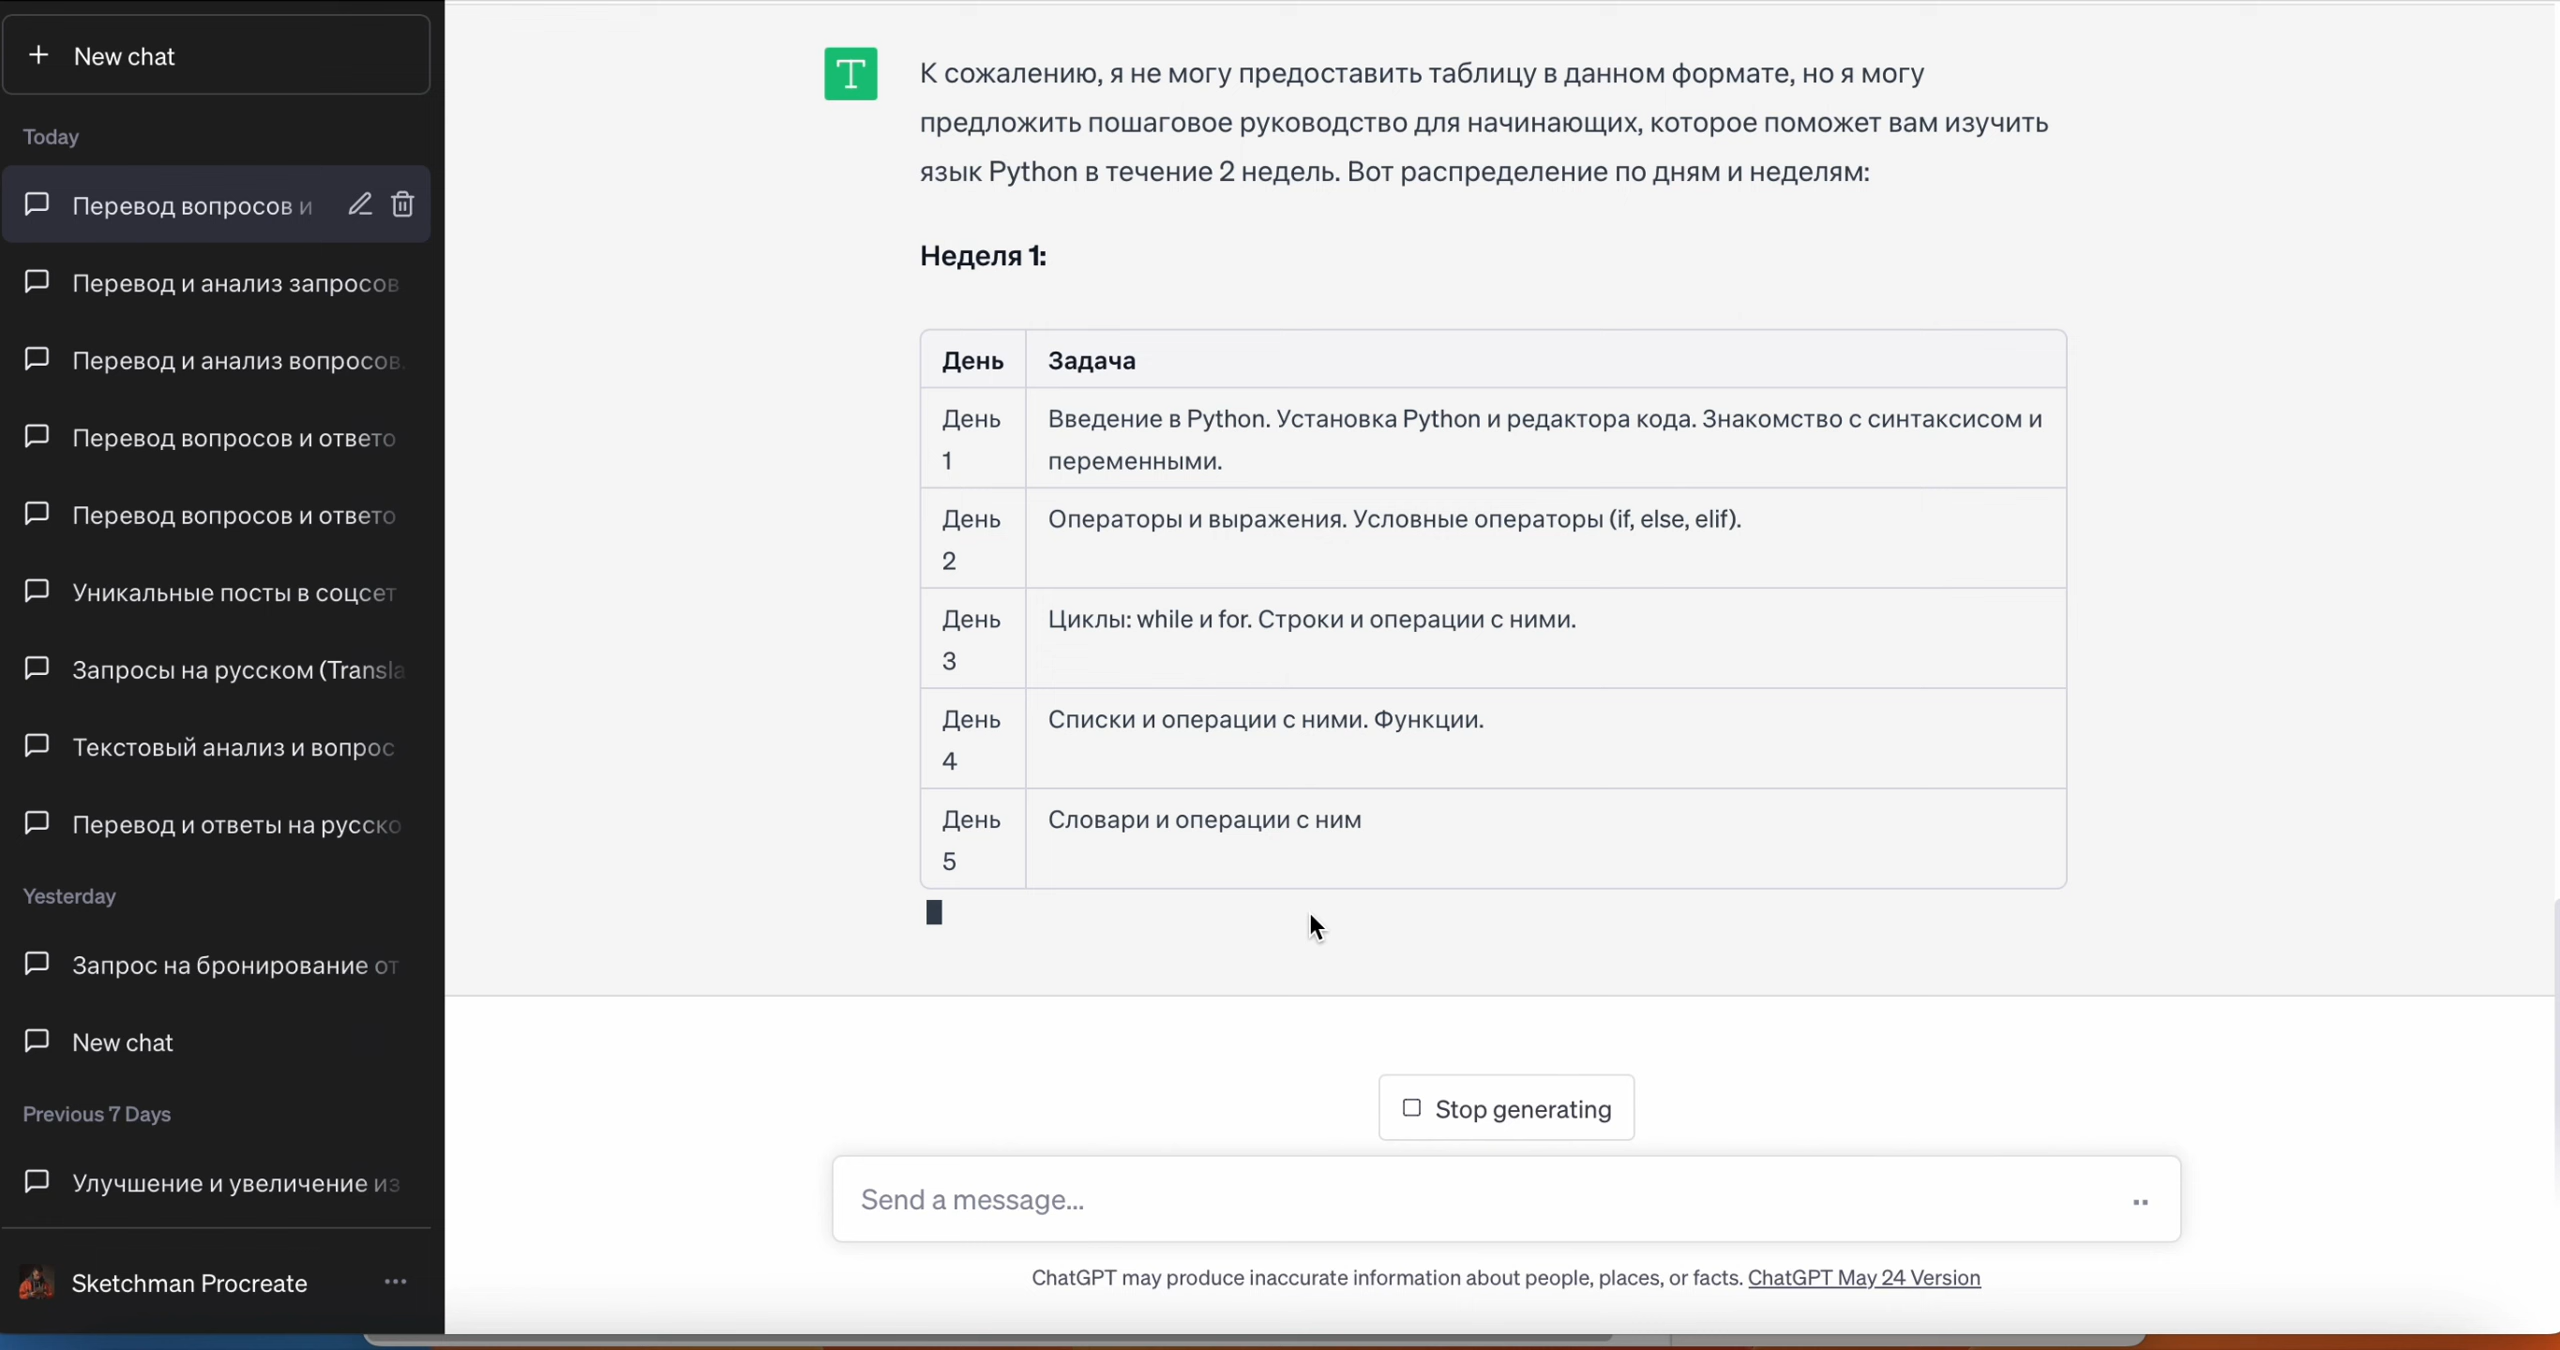 New chat
Today
Перевод вопросов и
Перевод и анализ запросов
Перевод и анализ вопросов.
Перевод вопросов и ответо
Перевод вопросов и ответо
Уникальные посты в соцсет
Запросы на русском (Transla
Текстовый анализ и вопрос
Перевод и ответы на русско
Yesterday
Запрос на бронирование от
New chat
Previous 7 Days
Улучшение и увеличение из
Sketchman Procreate
T
К сожалению, я не могу предоставить таблицу в данном формате, но я могу
предложить пошаговое руководство для начинающих, которое поможет вам изучить
язык Python в течение 2 недель. Вот распределение по дням и неделям:
Неделя 1:
День Задача
День Введение в Python. Установка Python и редактора кода. Знакомство с синтаксисом и
1 переменными.
День Операторы и выражения. Условные операторы (if, else, elif).
2
День Циклы: while и for. Строки и операции с ними.
3
День Списки и операции с ними. Функции.
4
День Словари и операции с ним
5
Stop generating
Send a message...
ChatGPT may produce inaccurate information about people, places, or facts. ChatGPT May 24 Version